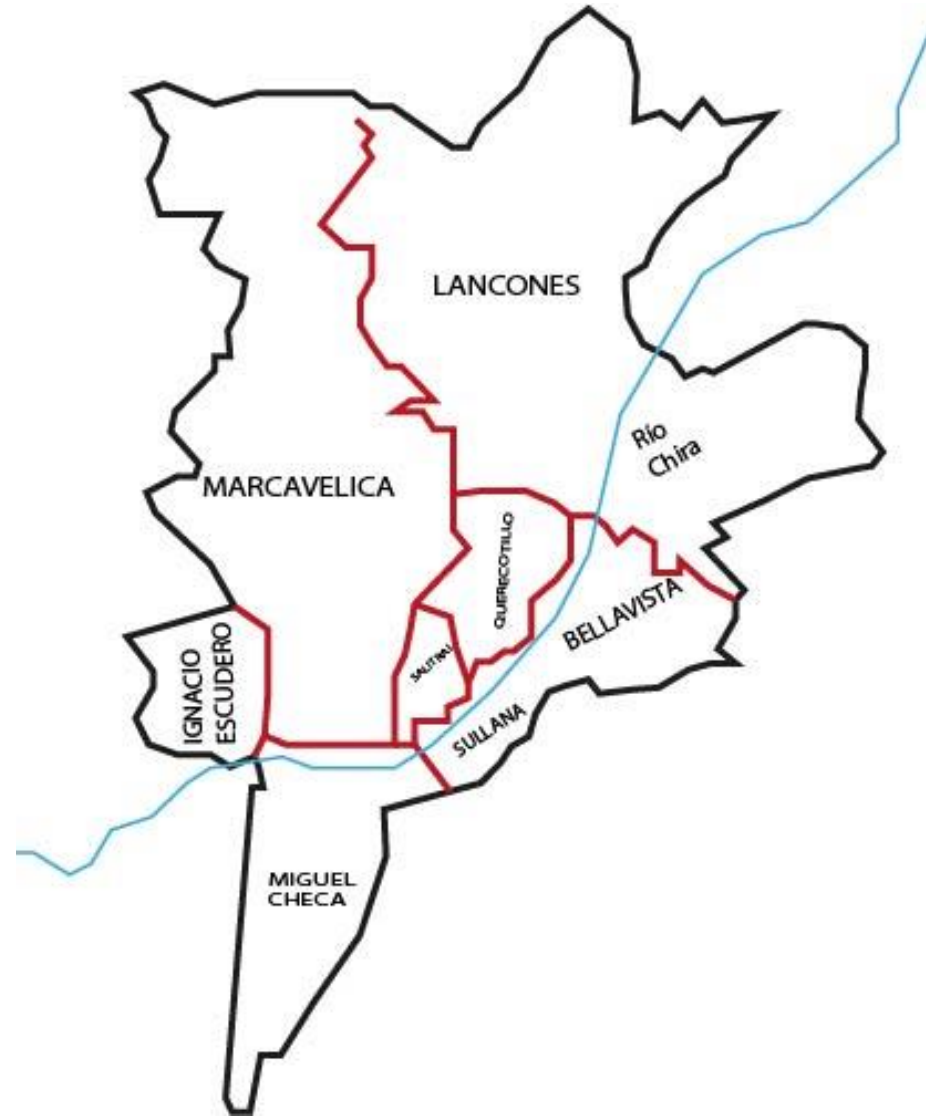 LANCONES
Río
Chira
MARCAVELICA
QUERECOTILLO
BELLAVISTA
IGNACIO
ESCUDERO
SALITRAL
SULLANA
MIGUEL
CHECA